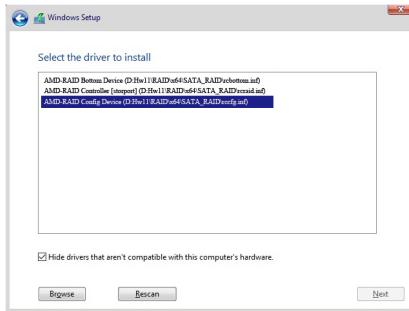 Windows Setup
Select the driver to install
AMD-RAID Bottom Device (D:Hw11\RAID\x64\SATA_RAID\rcbottom.inf)
AMD-RAID Controller [storport] (D:Hw11\RAID\x64\SATA_RAID\rcraid.inf)
AMD-RAID Config Device (D:Hw11\RAID\x64\SATA_RAID\rccfg.inf)
Hide drivers that aren't compatible with this computer's hardware.
Browse
Rescan
Next